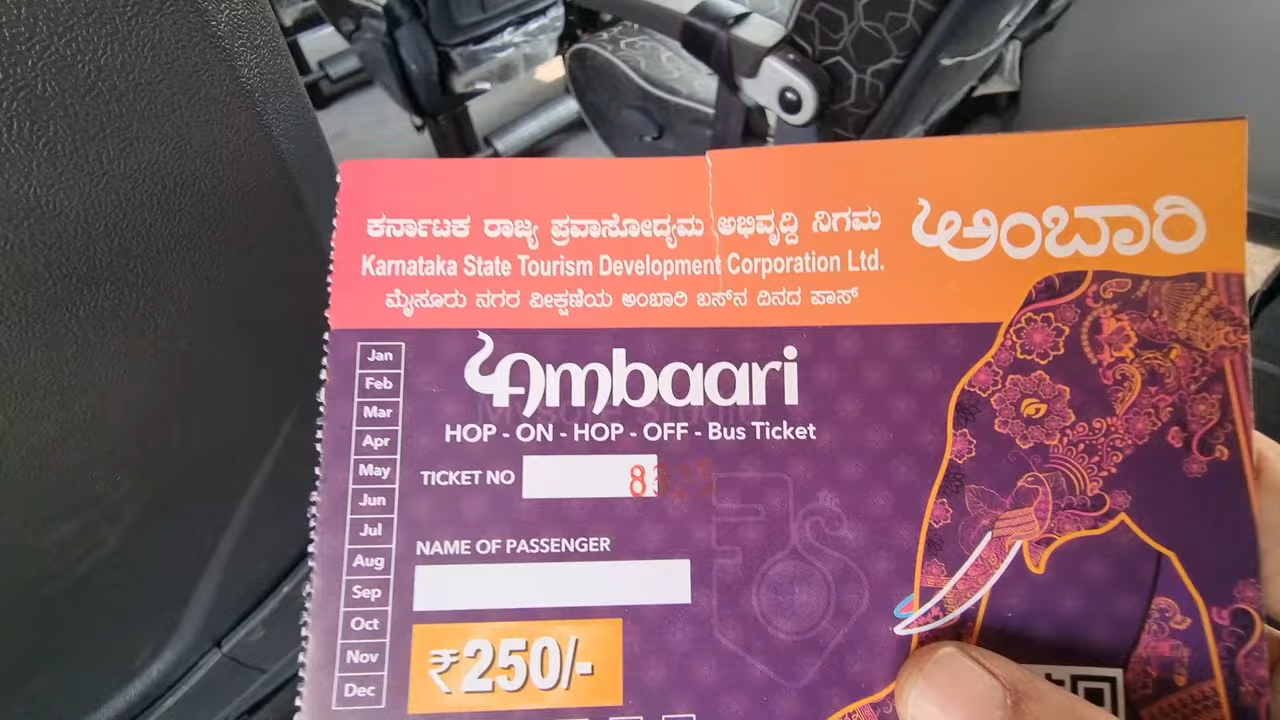 ಕರ್ನಾಟಕ ರಾಜ್ಯ ಪ್ರವಾಸೋದ್ಯಮ ಅಭಿವೃದ್ಧಿ ನಿಗಮ
ಅಂಬಾರಿ
Karnataka State Tourism Development Corporation Ltd.
ಮೈಸೂರು ನಗರ ವೀಕ್ಷಣೆಯ ಅಂಬಾರಿ ಬಸ್‌ನ ದಿನದ ಪಾಸ್
Ambaari
HOP - ON - HOP - OFF - Bus Ticket
TICKET NO
NAME OF PASSENGER
₹250/-
Jan
Feb
Mar
Apr
May
Jun
Jul
Aug
Sep
Oct
Nov
Dec